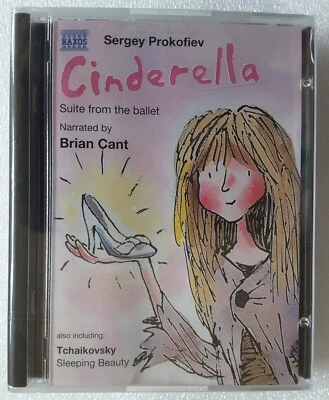 NAXOS
Sergey Prokofiev
Cinderella
Suite from the ballet
Narrated by
Brian Cant
also including:
Tchaikovsky
Sleeping Beauty